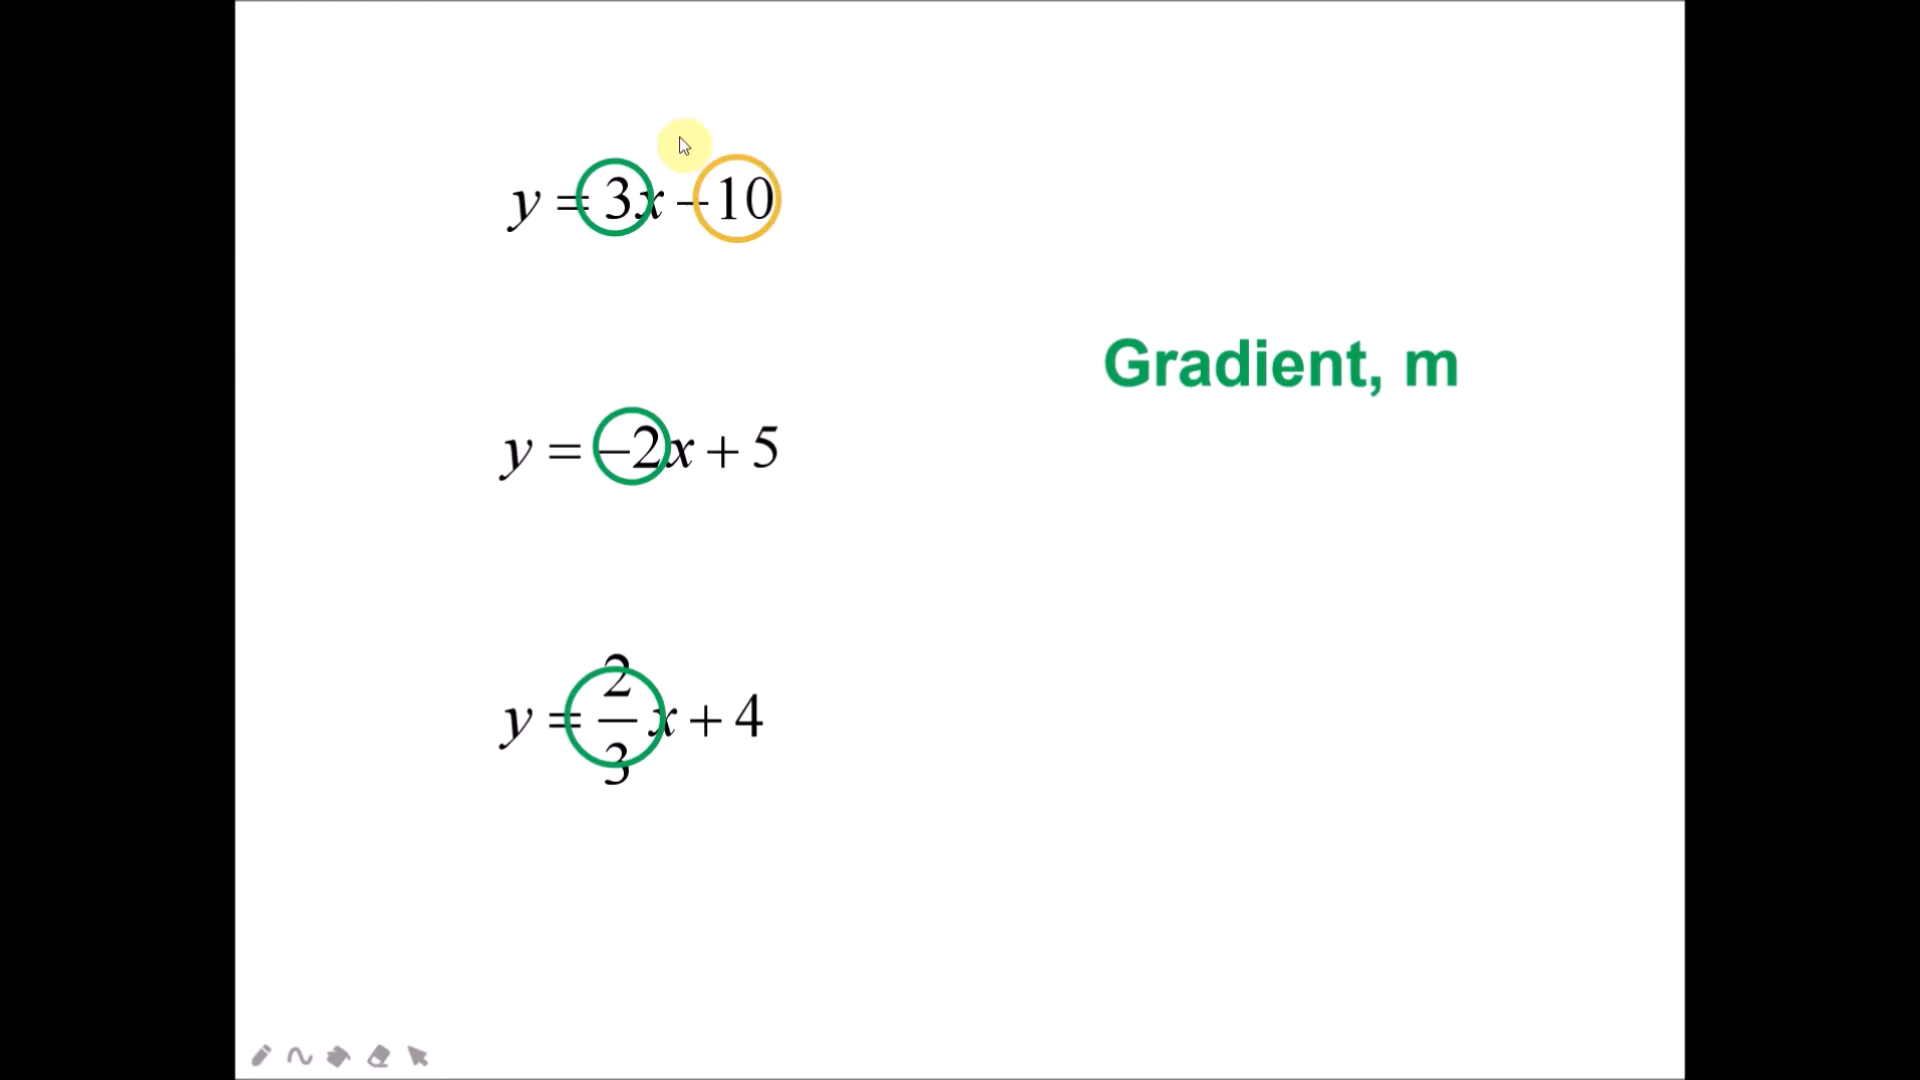 y = 3x − 10
Gradient, m
y = −2x + 5
y = 2/3 x + 4